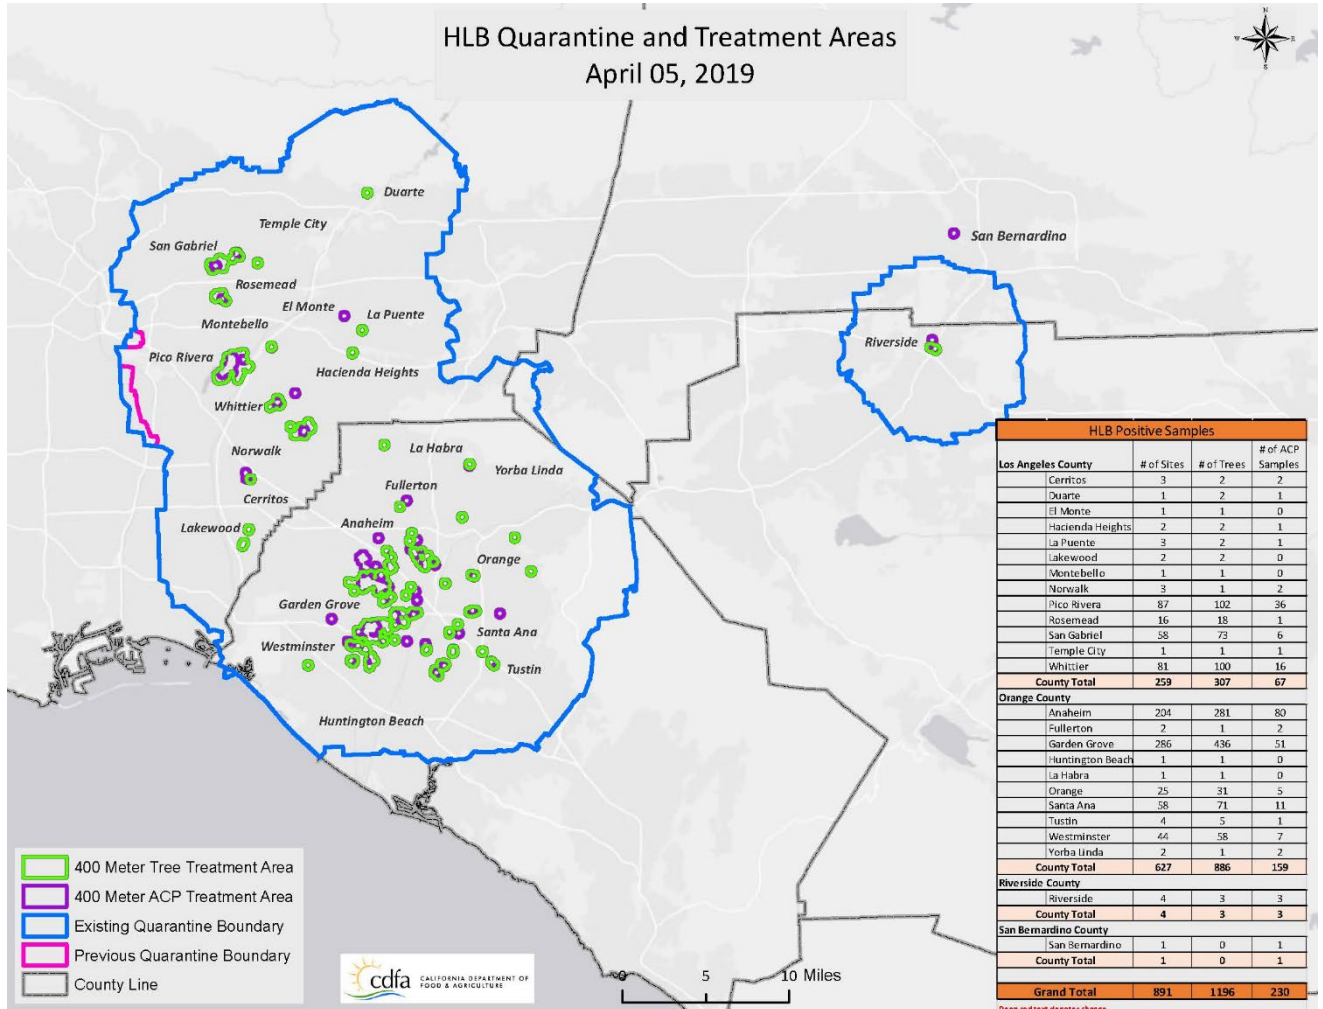 HLB Quarantine and Treatment Areas
April 05, 2019
N
W E
S
Duarte
Temple City
San Gabriel
San Bernardino
Rosemead
El Monte
La Puente
Montebello
Riverside
Pico Rivera
Hacienda Heights
Whittier
Norwalk
La Habra
Yorba Linda
Fullerton
Cerritos
Lakewood
Anaheim
Orange
Garden Grove
Santa Ana
Westminster
Tustin
Huntington Beach
HLB Positive Samples
Los Angeles County # of Sites # of Trees # of ACP Samples
Cerritos 3 2 2
Duarte 1 2 1
El Monte 1 1 0
Hacienda Heights 2 2 1
La Puente 3 2 1
Lakewood 2 2 0
Montebello 1 1 0
Norwalk 3 1 2
Pico Rivera 87 102 36
Rosemead 16 18 1
San Gabriel 58 73 6
Temple City 1 1 1
Whittier 81 100 16
County Total 259 307 67
Orange County
Anaheim 204 281 80
Fullerton 2 1 2
Garden Grove 286 436 51
Huntington Beach 1 1 0
La Habra 1 1 0
Orange 25 31 5
Santa Ana 58 71 11
Tustin 4 5 1
Westminster 44 58 7
Yorba Linda 2 1 2
County Total 627 886 159
Riverside County
Riverside 4 3 3
County Total 4 3 3
San Bernardino County
San Bernardino 1 0 1
County Total 1 0 1
Grand Total 891 1196 230
400 Meter Tree Treatment Area
400 Meter ACP Treatment Area
Existing Quarantine Boundary
Previous Quarantine Boundary
County Line
cdfa
CALIFORNIA DEPARTMENT OF
FOOD & AGRICULTURE
0 5 10 Miles